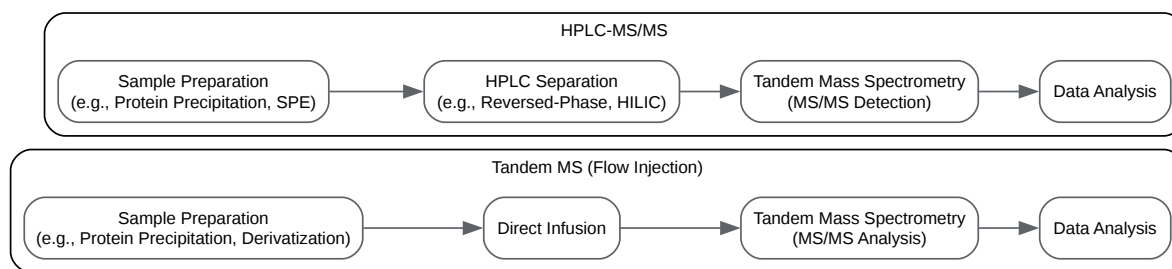 HPLC-MS/MS
Sample Preparation
(e.g., Protein Precipitation, SPE)
HPLC Separation
(e.g., Reversed-Phase, HILIC)
Tandem Mass Spectrometry
(MS/MS Detection)
Data Analysis
Tandem MS (Flow Injection)
Sample Preparation
(e.g., Protein Precipitation, Derivatization)
Direct Infusion
Tandem Mass Spectrometry
(MS/MS Analysis)
Data Analysis